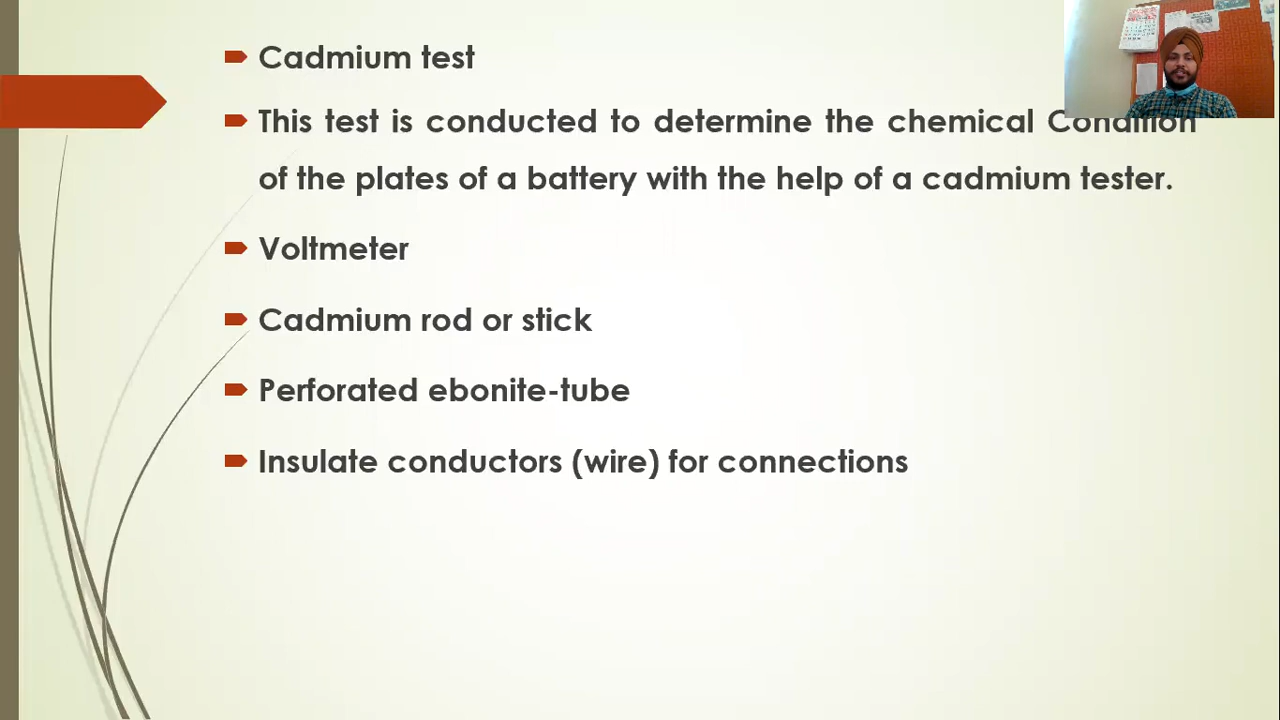 Cadmium test
This test is conducted to determine the chemical Condition
of the plates of a battery with the help of a cadmium tester.
Voltmeter
Cadmium rod or stick
Perforated ebonite-tube
Insulate conductors (wire) for connections